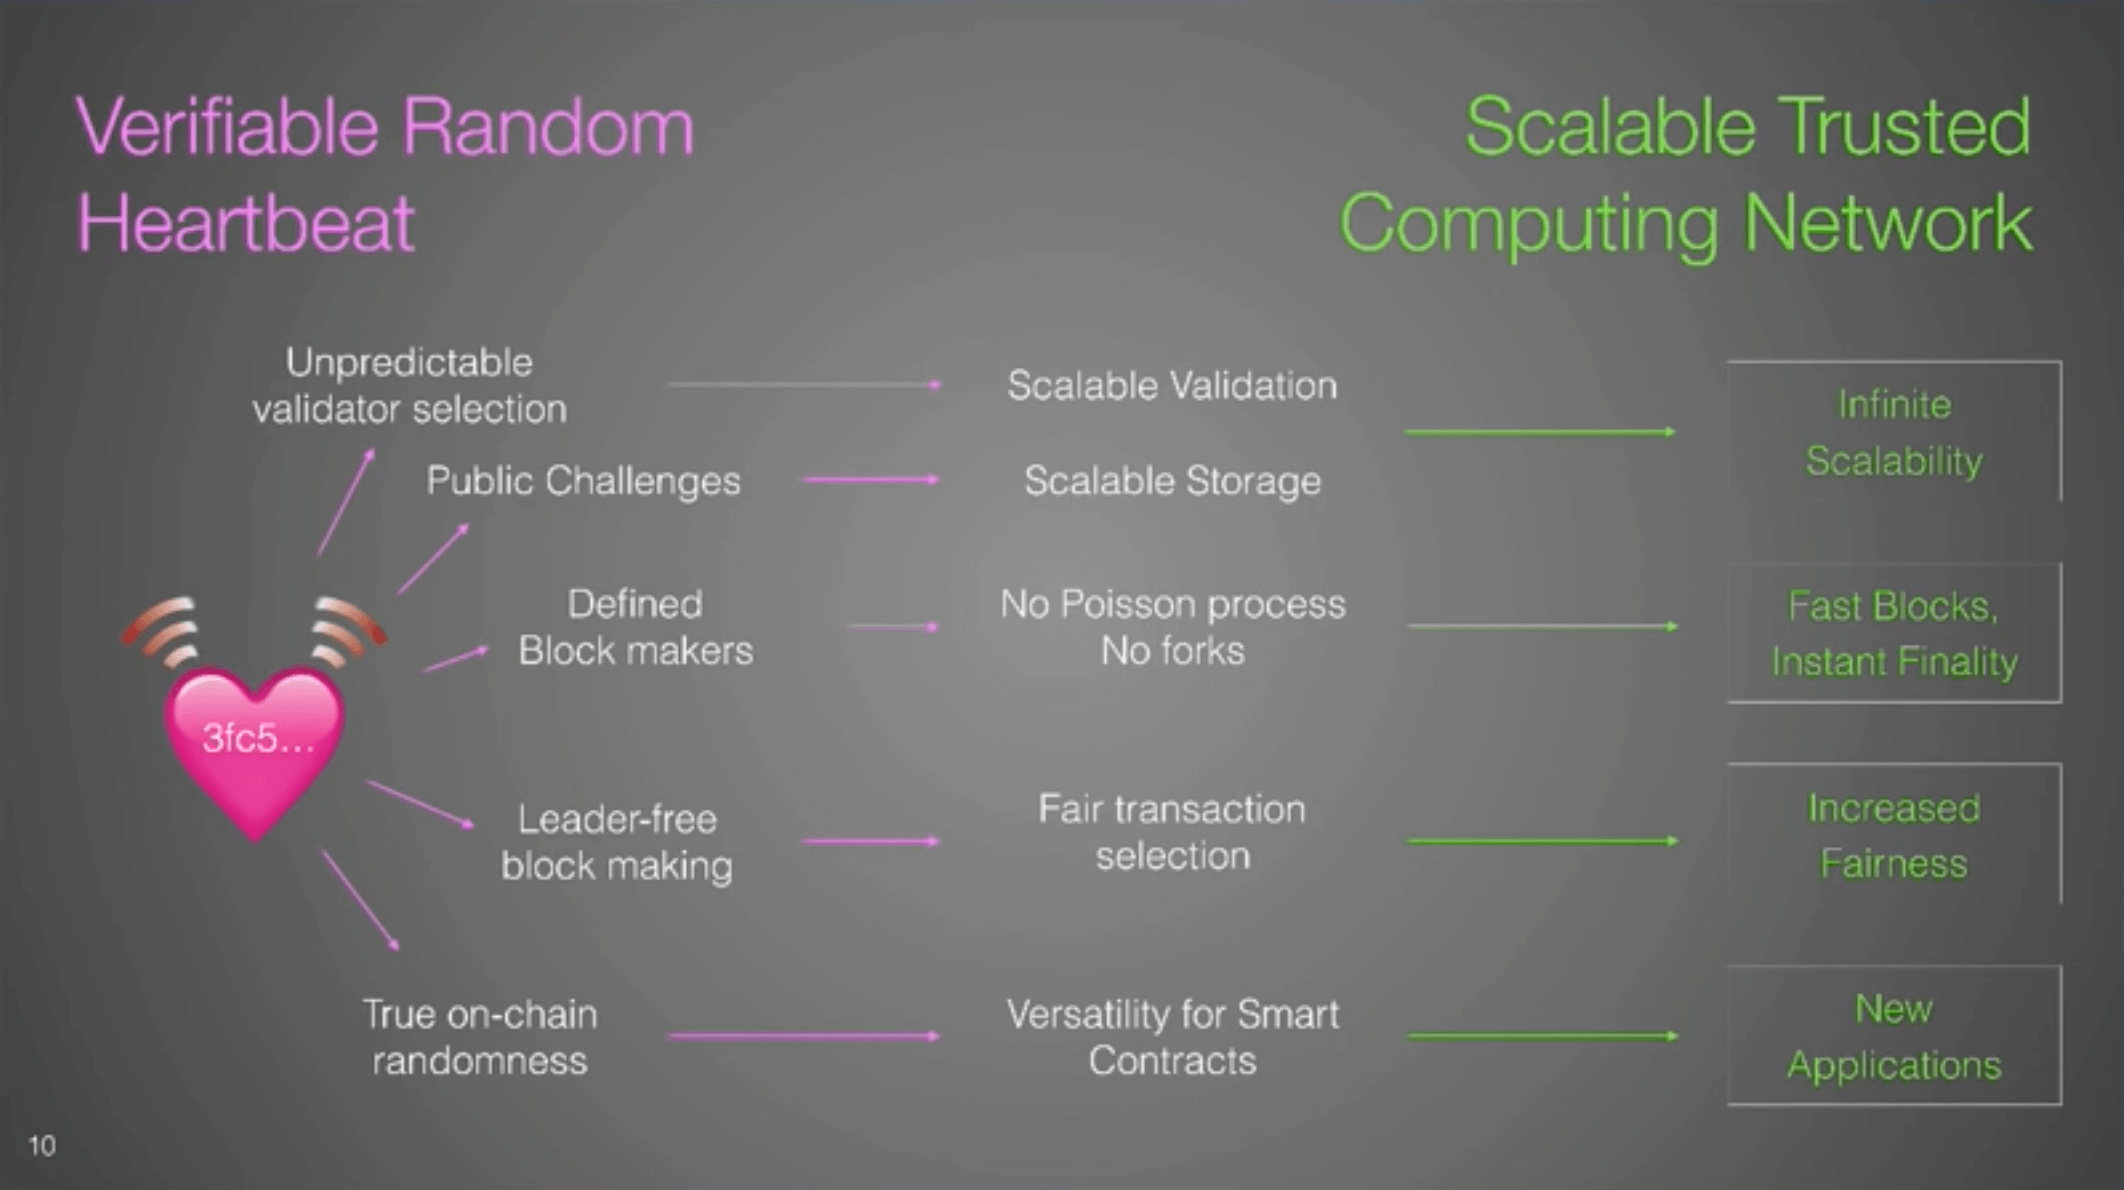 Verifiable Random
Heartbeat
Scalable Trusted
Computing Network
Unpredictable
validator selection
Scalable Validation
Public Challenges
Scalable Storage
Infinite
Scalability
Defined
Block makers
No Poisson process
No forks
Fast Blocks,
Instant Finality
3fc5...
Leader-free
block making
Fair transaction
selection
Increased
Fairness
True on-chain
randomness
Versatility for Smart
Contracts
New
Applications
10